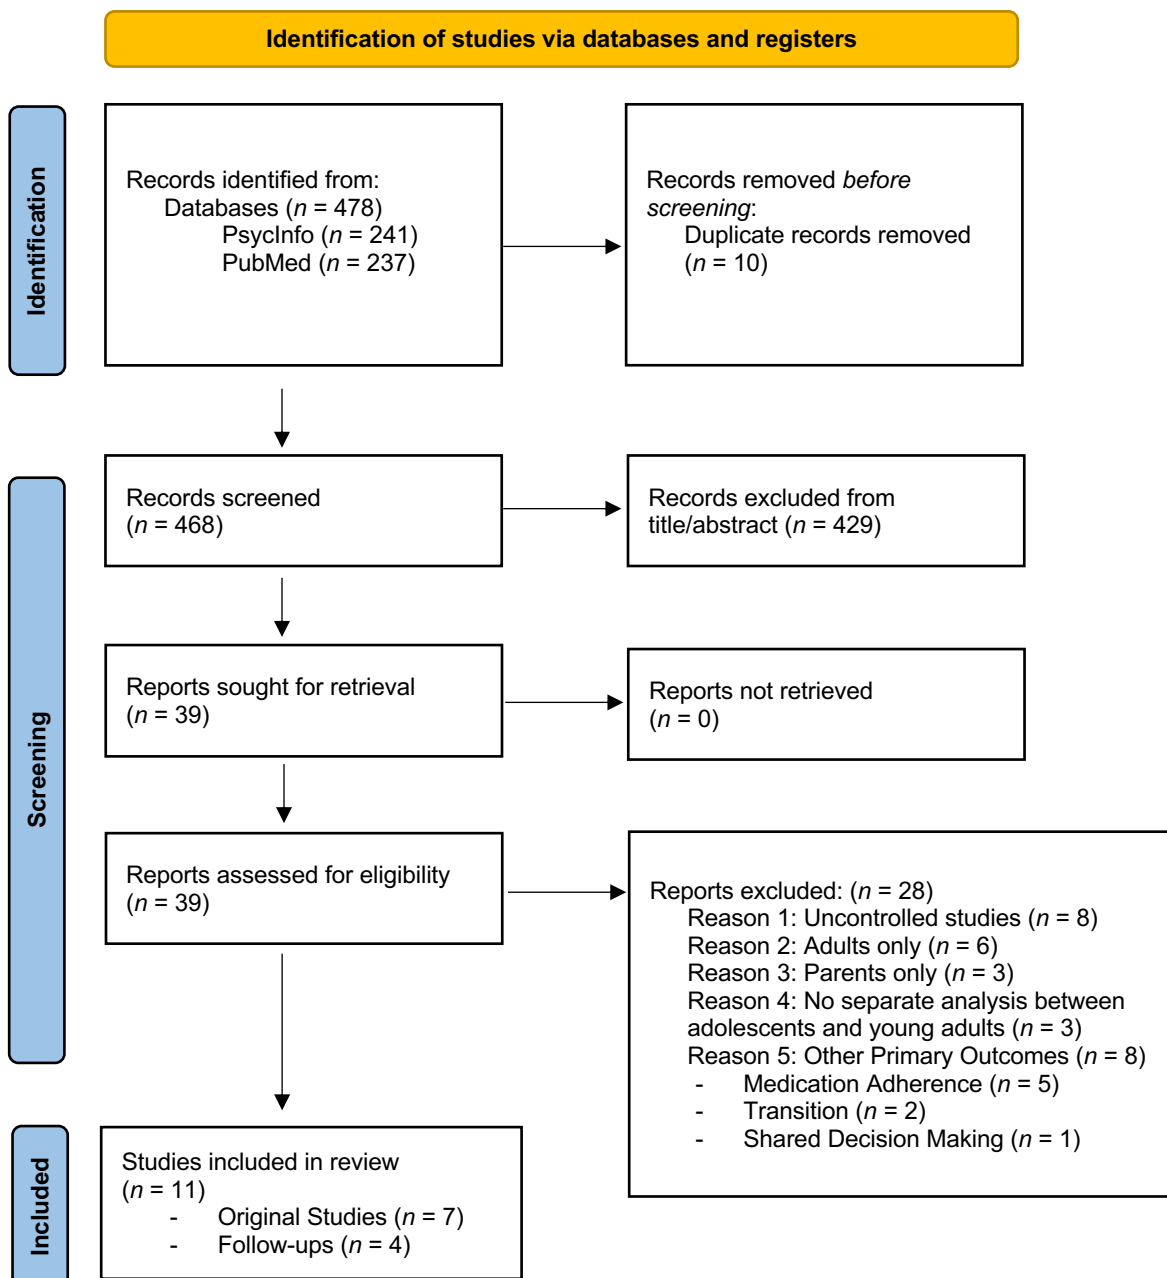 Identification of studies via databases and registers
Identification
Records identified from:
Databases (n = 478)
PsycInfo (n = 241)
PubMed (n = 237)
Records removed before
screening:
Duplicate records removed
(n = 10)
Screening
Records screened
(n = 468)
Records excluded from
title/abstract (n = 429)
Reports sought for retrieval
(n = 39)
Reports not retrieved
(n = 0)
Reports assessed for eligibility
(n = 39)
Reports excluded: (n = 28)
Reason 1: Uncontrolled studies (n = 8)
Reason 2: Adults only (n = 6)
Reason 3: Parents only (n = 3)
Reason 4: No separate analysis between
adolescents and young adults (n = 3)
Reason 5: Other Primary Outcomes (n = 8)
- Medication Adherence (n = 5)
- Transition (n = 2)
- Shared Decision Making (n = 1)
Included
Studies included in review
(n = 11)
- Original Studies (n = 7)
- Follow-ups (n = 4)